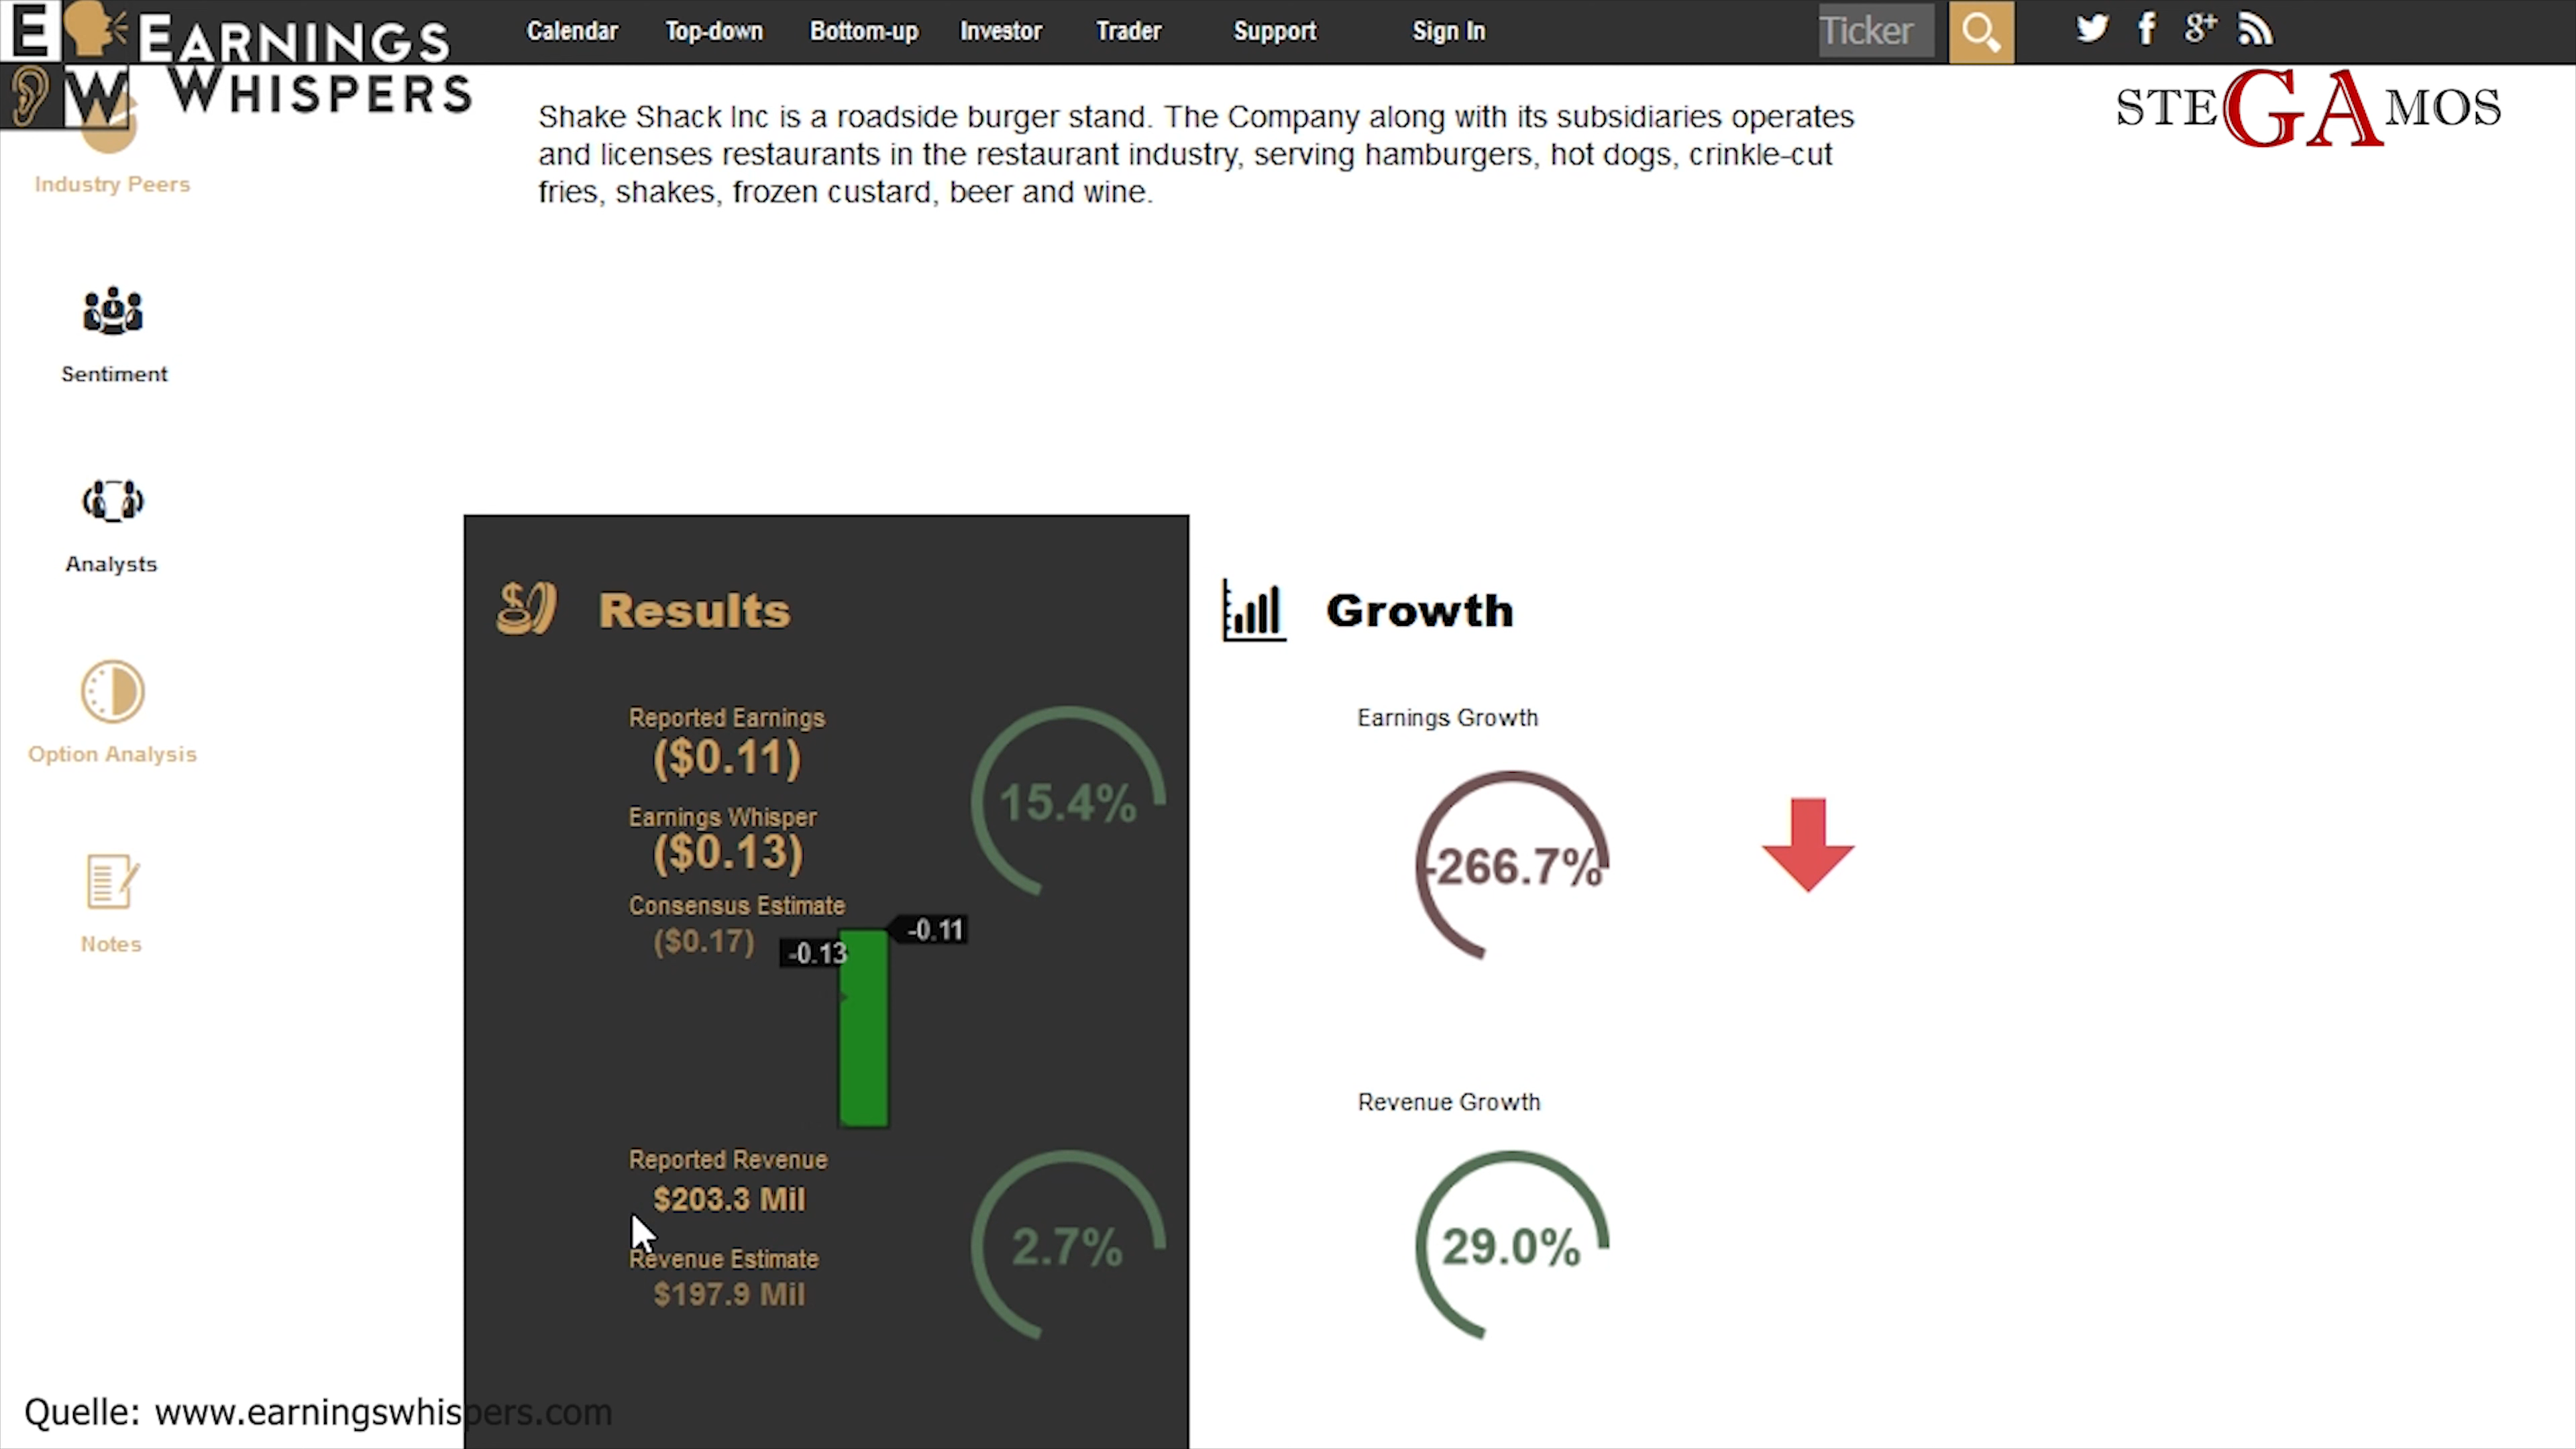 E EARNINGS
W WHISPERS
Calendar Top-down Bottom-up Investor Trader Support Sign In Ticker f g+
STEGAMOS
Shake Shack Inc is a roadside burger stand. The Company along with its subsidiaries operates
and licenses restaurants in the restaurant industry, serving hamburgers, hot dogs, crinkle-cut
fries, shakes, frozen custard, beer and wine.
Industry Peers
Sentiment
Analysts
Option Analysis
Notes
Results
Reported Earnings
($0.11)
15.4%
Earnings Whisper
($0.13)
Consensus Estimate
($0.17)
-0.13
-0.11
Reported Revenue
$203.3 Mil
2.7%
Revenue Estimate
$197.9 Mil
Growth
Earnings Growth
-266.7%
Revenue Growth
29.0%
Quelle: www.earningswhispers.com